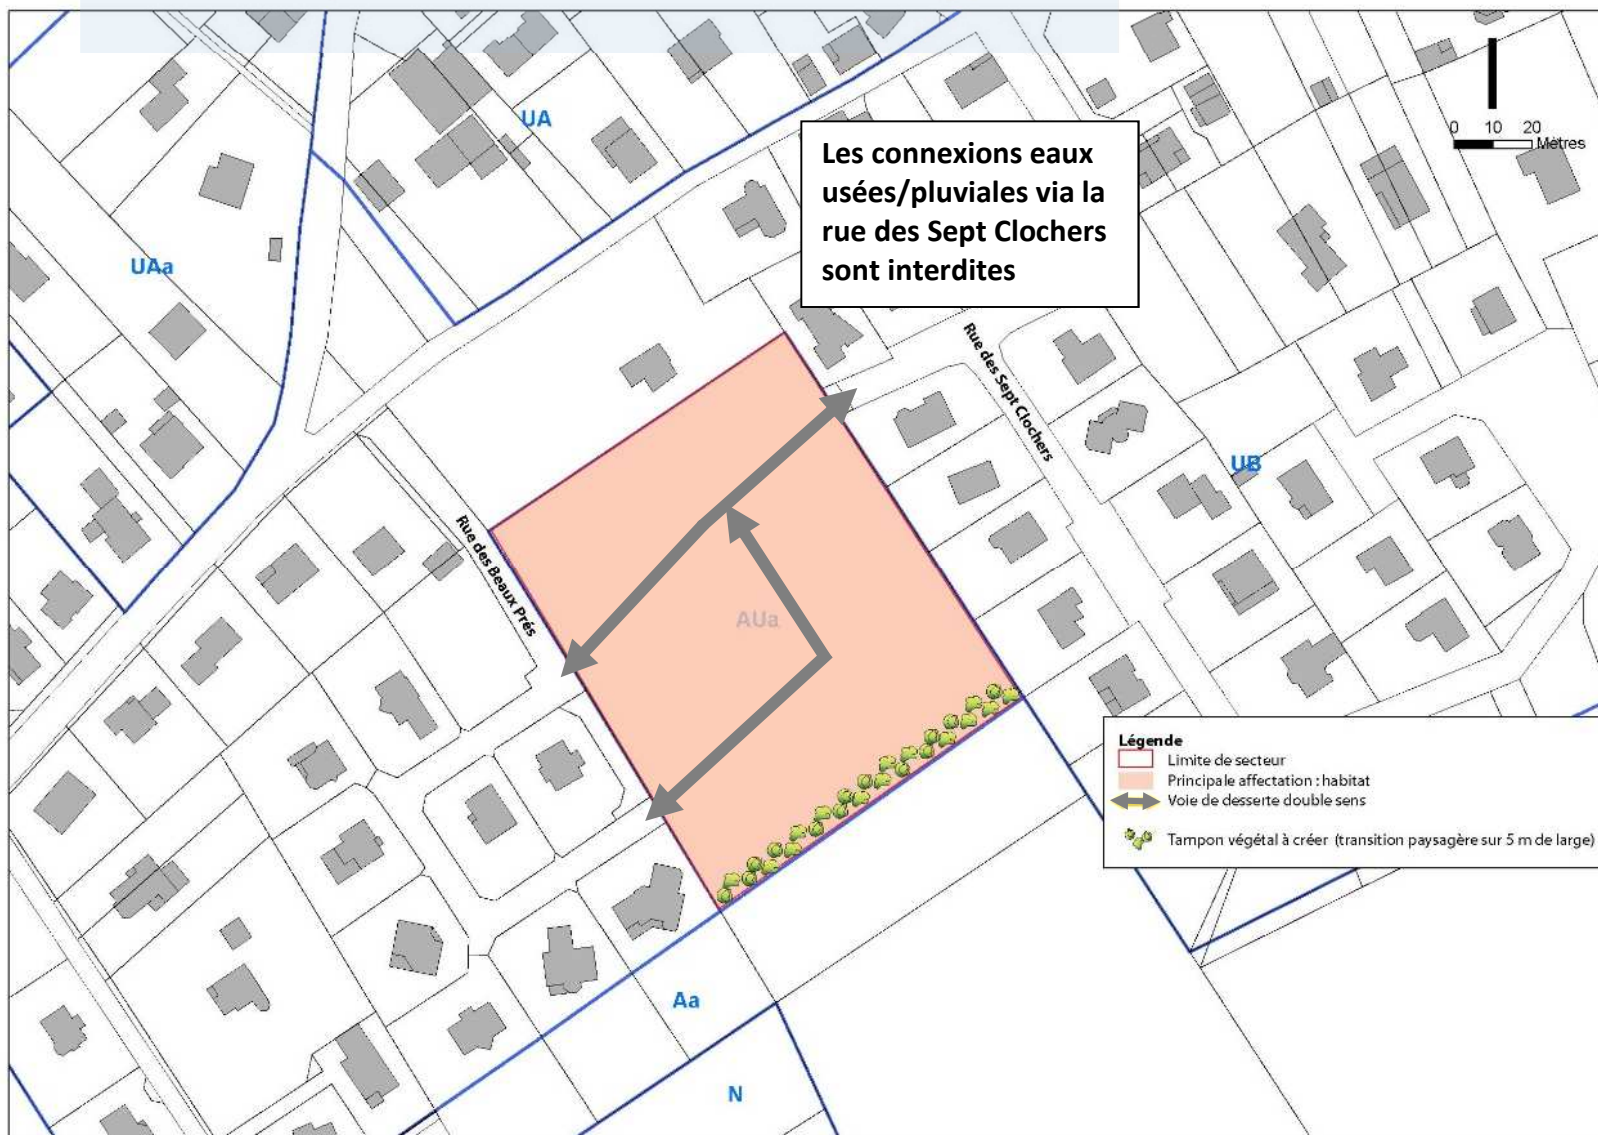 UA
0 10 20
Mètres
Les connexions eaux
usées/pluviales via la
rue des Sept Clochers
sont interdites
UAa
Rue des Sept Clochers
UB
Rue des Beaux Prés
AUa
Légende
Limite de secteur
Principale affectation : habitat
Voie de desserte double sens
Tampon végétal à créer (transition paysagère sur 5 m de large)
Aa
N